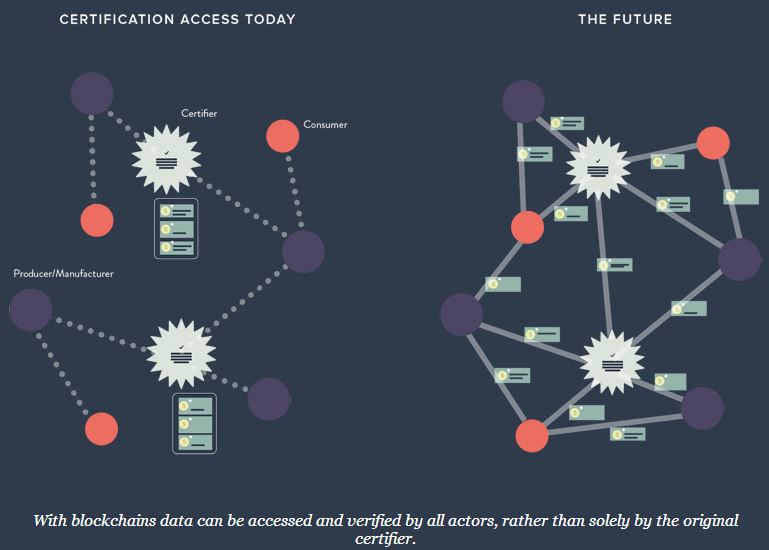 CERTIFICATION ACCESS TODAY
THE FUTURE
Certifier
Consumer
Producer/Manufacturer
With blockchains data can be accessed and verified by all actors, rather than solely by the original
certifier.